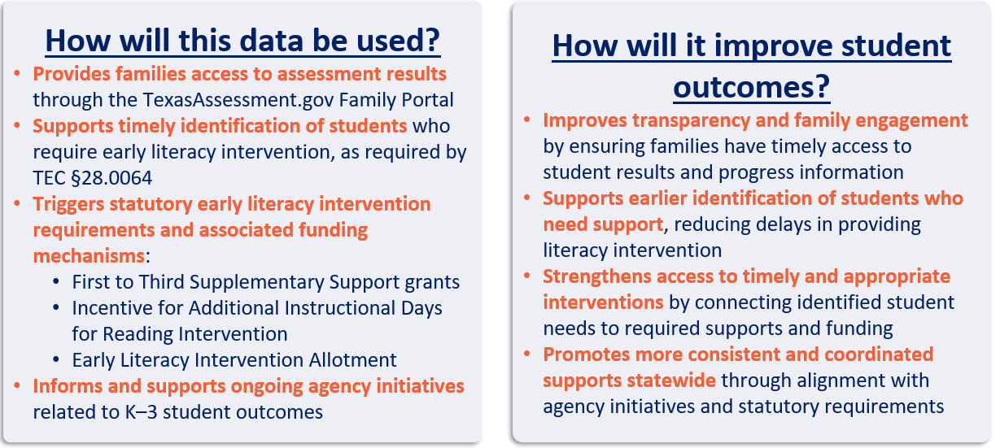 How will this data be used?
• Provides families access to assessment results
through the TexasAssessment.gov Family Portal
• Supports timely identification of students who
require early literacy intervention, as required by
TEC §28.0064
• Triggers statutory early literacy intervention
requirements and associated funding
mechanisms:
• First to Third Supplementary Support grants
• Incentive for Additional Instructional Days
for Reading Intervention
• Early Literacy Intervention Allotment
• Informs and supports ongoing agency initiatives
related to K–3 student outcomes
How will it improve student
outcomes?
• Improves transparency and family engagement
by ensuring families have timely access to
student results and progress information
• Supports earlier identification of students who
need support, reducing delays in providing
literacy intervention
• Strengthens access to timely and appropriate
interventions by connecting identified student
needs to required supports and funding
• Promotes more consistent and coordinated
supports statewide through alignment with
agency initiatives and statutory requirements